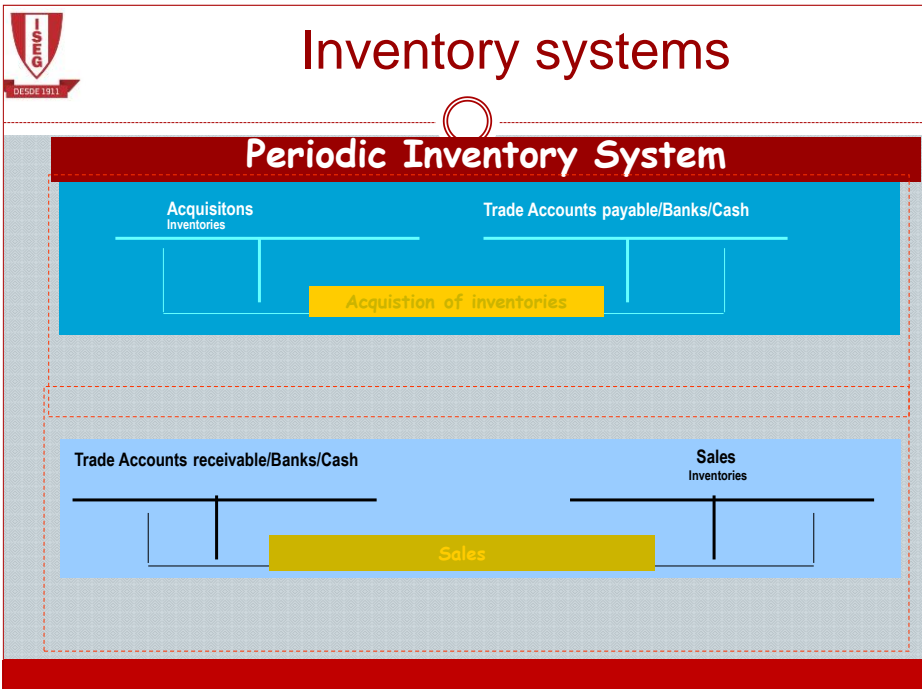 ISEG
DESDE 1911
Inventory systems
Periodic Inventory System
Acquisitons
Inventories
Trade Accounts payable/Banks/Cash
Acquistion of inventories
Trade Accounts receivable/Banks/Cash
Sales
Inventories
Sales